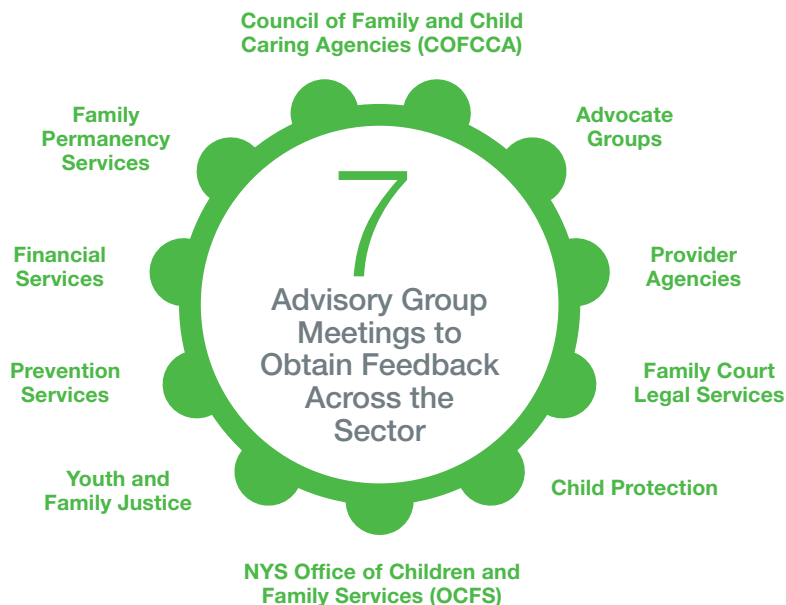 Council of Family and Child
Caring Agencies (COFCCA)
Family
Permanency
Services
Advocate
Groups
7
Advisory Group
Meetings to
Obtain Feedback
Across the
Sector
Financial
Services
Provider
Agencies
Prevention
Services
Family Court
Legal Services
Youth and
Family Justice
Child Protection
NYS Office of Children and
Family Services (OCFS)